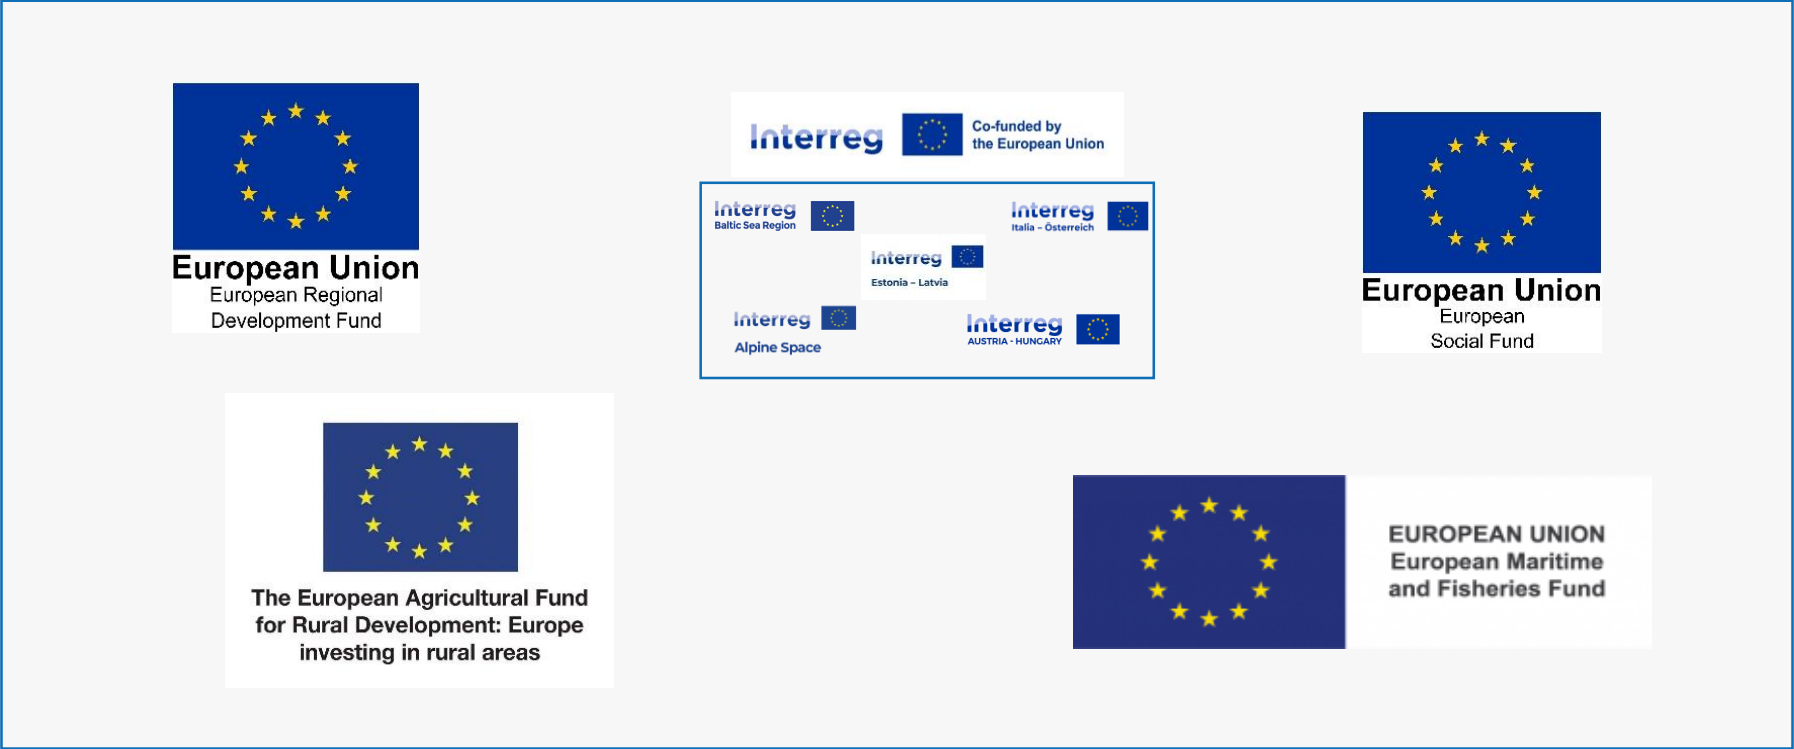 European Union
European Regional
Development Fund
Interreg
Co-funded by
the European Union
Interreg
Baltic Sea Region
Interreg
Italia – Österreich
Interreg
Estonia – Latvia
Interreg
Alpine Space
Interreg
AUSTRIA - HUNGARY
European Union
European
Social Fund
The European Agricultural Fund
for Rural Development: Europe
investing in rural areas
EUROPEAN UNION
European Maritime
and Fisheries Fund